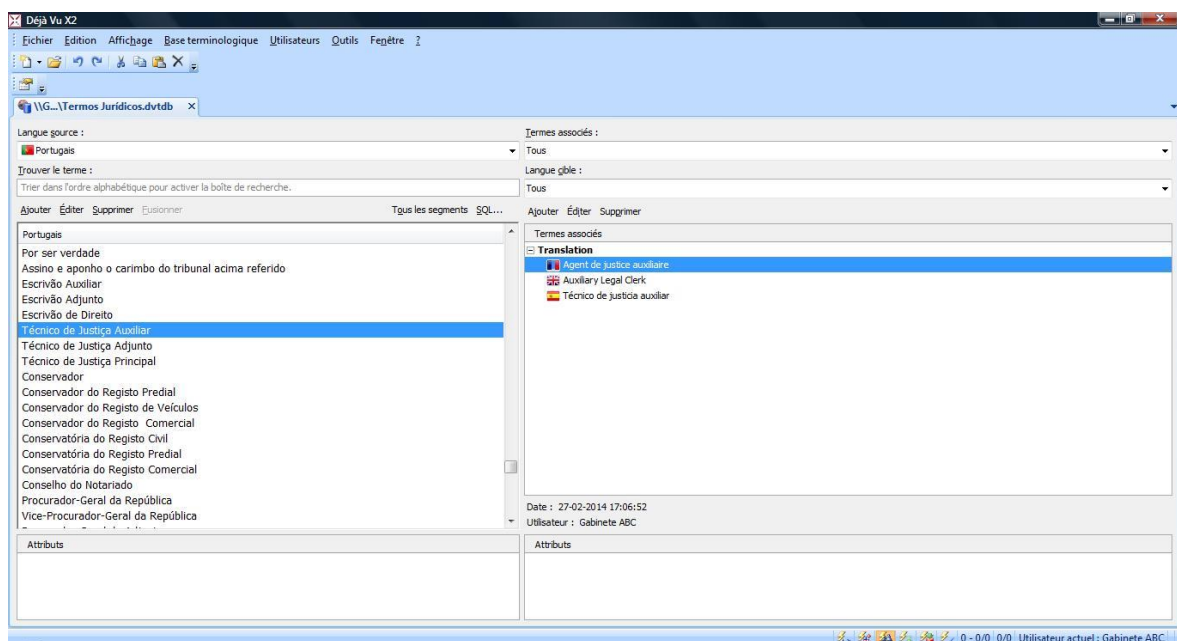 Déjà Vu X2
Fichier Edition Affichage Base terminologique Utilisateurs Outils Fenêtre ?
\\G...\Termos Jurídicos.dvtdb
Langue source :
Portugais
Trouver le terme :
Trier dans l'ordre alphabétique pour activer la boîte de recherche.
Ajouter Éditer Supprimer Fusionner Tous les segments SQL...
Portugais
Por ser verdade
Assino e aponho o carimbo do tribunal acima referido
Escrivão Auxiliar
Escrivão Adjunto
Escrivão de Direito
Técnico de Justiça Auxiliar
Técnico de Justiça Adjunto
Técnico de Justiça Principal
Conservador
Conservador do Registo Predial
Conservador do Registo de Veículos
Conservador do Registo Comercial
Conservatória do Registo Civil
Conservatória do Registo Predial
Conservatória do Registo Comercial
Conselho do Notariado
Procurador-Geral da República
Vice-Procurador-Geral da República
Attributs
Termes associés :
Tous
Langue cible :
Tous
Ajouter Éditer Supprimer
Termes associés
Translation
Agent de justice auxiliaire
Auxiliary Legal Clerk
Técnico de justicia auxiliar
Date : 27-02-2014 17:06:52
Utilisateur : Gabinete ABC
Attributs
0 - 0/0 0/0 Utilisateur actuel : Gabinete ABC